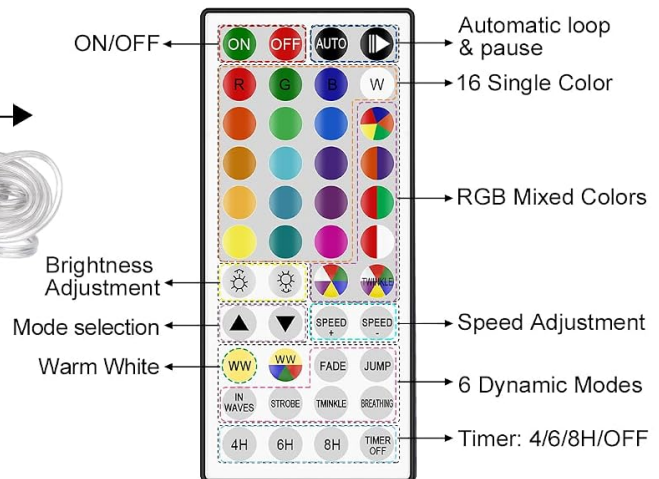 ON/OFF
ON OFF AUTO
Automatic loop
& pause
R G B W
16 Single Color
RGB Mixed Colors
Brightness
Adjustment
TWINKLE
Mode selection
SPEED
+
SPEED
-
Speed Adjustment
Warm White
WW WW FADE JUMP
6 Dynamic Modes
IN
WAVES
STROBE TMINKLE BREATHING
4H 6H 8H TIMER
OFF
Timer: 4/6/8H/OFF